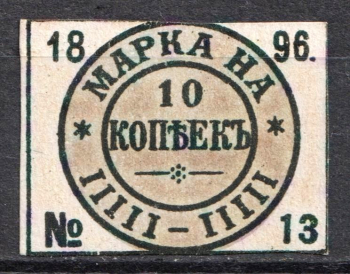 18 96.
МАРКА НА
10
КОПѢЕКЪ
* IIIII – IIIII *
№ 13